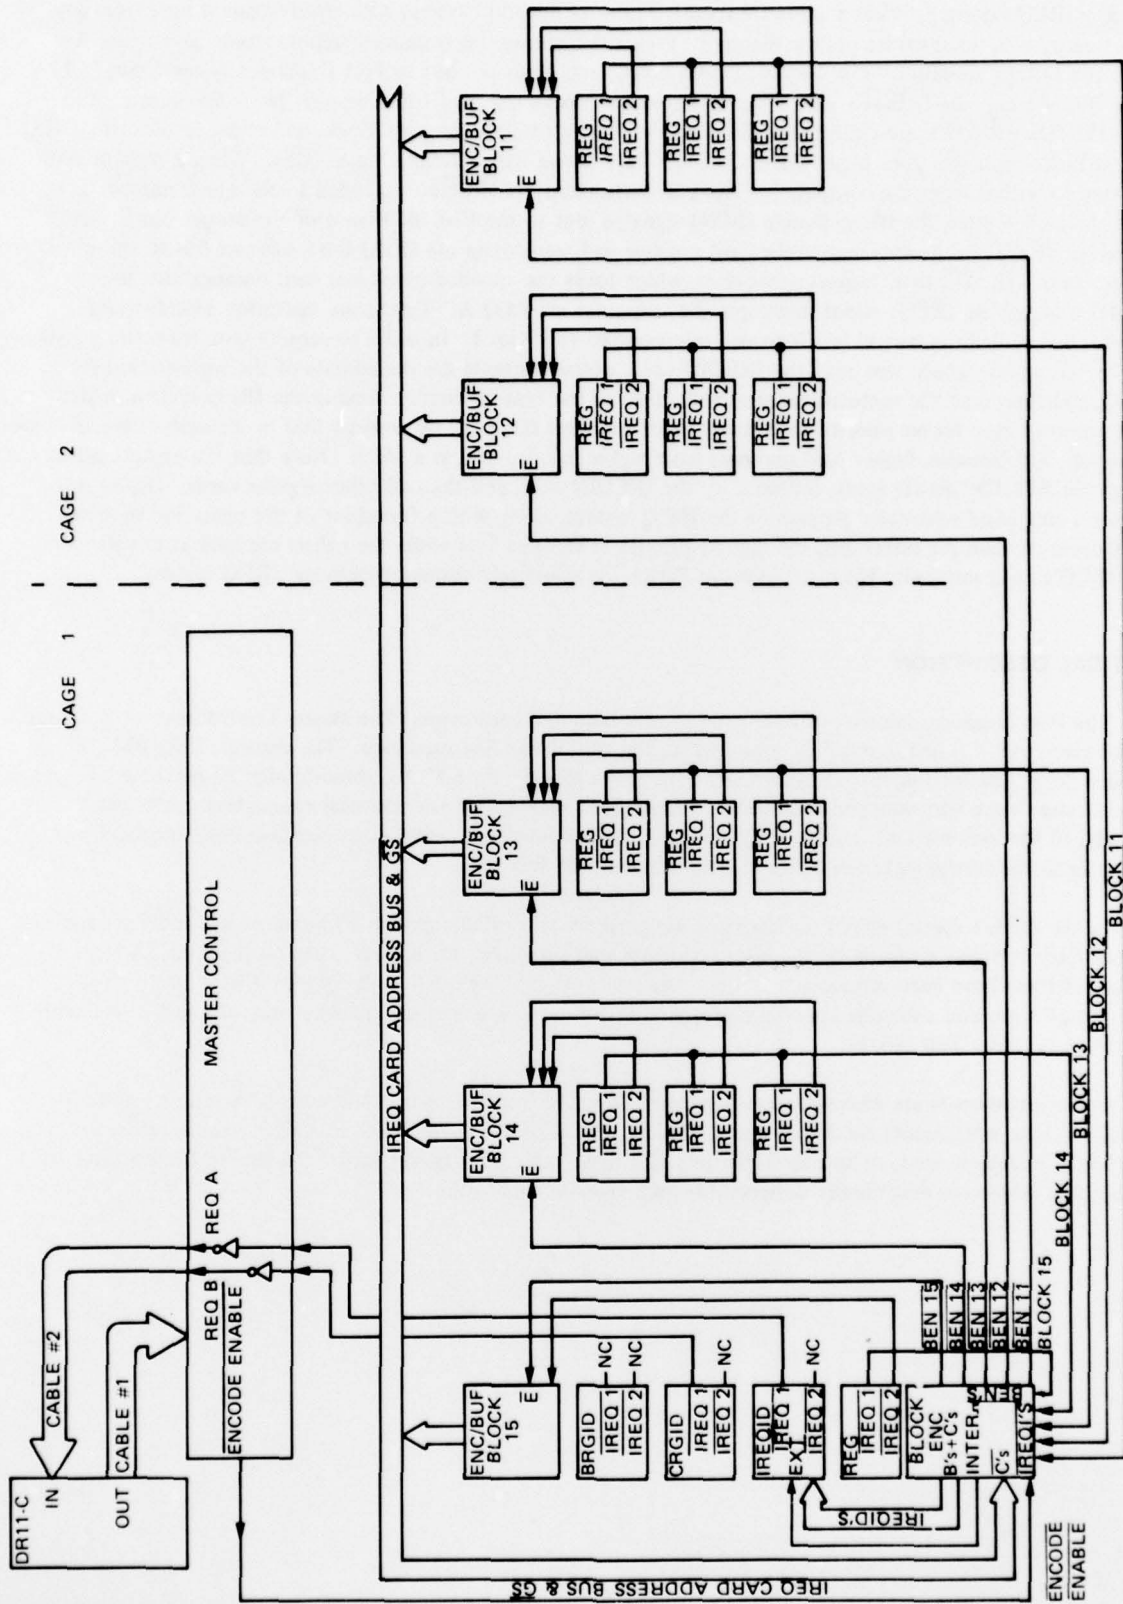 DR11-C
IN
OUT
CABLE #2
CABLE #1
CAGE 1
CAGE 2
MASTER CONTROL
REQ B
REQ A
ENCODE ENABLE
IREQ CARD ADDRESS BUS & GS
ENC/BUF
BLOCK
15
E
ENC/BUF
BLOCK
14
E
ENC/BUF
BLOCK
13
E
ENC/BUF
BLOCK
12
E
ENC/BUF
BLOCK
11
E
BRGID
IREQ 1
NC
IREQ 2
NC
CRGID
IREQ 1
IREQ 2
NC
IREQID
IREQ 1
EXT
IREQ 2
NC
REG
IREQ 1
IREQ 2
REG
IREQ 1
IREQ 2
REG
IREQ 1
IREQ 2
REG
IREQ 1
IREQ 2
REG
IREQ 1
IREQ 2
REG
IREQ 1
IREQ 2
REG
IREQ 1
IREQ 2
REG
IREQ 1
IREQ 2
REG
IREQ 1
IREQ 2
REG
IREQ 1
IREQ 2
REG
IREQ 1
IREQ 2
REG
IREQ 1
IREQ 2
REG
IREQ 1
IREQ 2
IREQID'S
BLOCK
ENC
B's+C's
INTER.
C's
BEN'S
IREQI'S
BEN 15
BEN 14
BEN 13
BEN 12
BEN 11
BLOCK 15
BLOCK 14
BLOCK 13
BLOCK 12
BLOCK 11
IREQ CARD ADDRESS BUS & GS
ENCODE
ENABLE